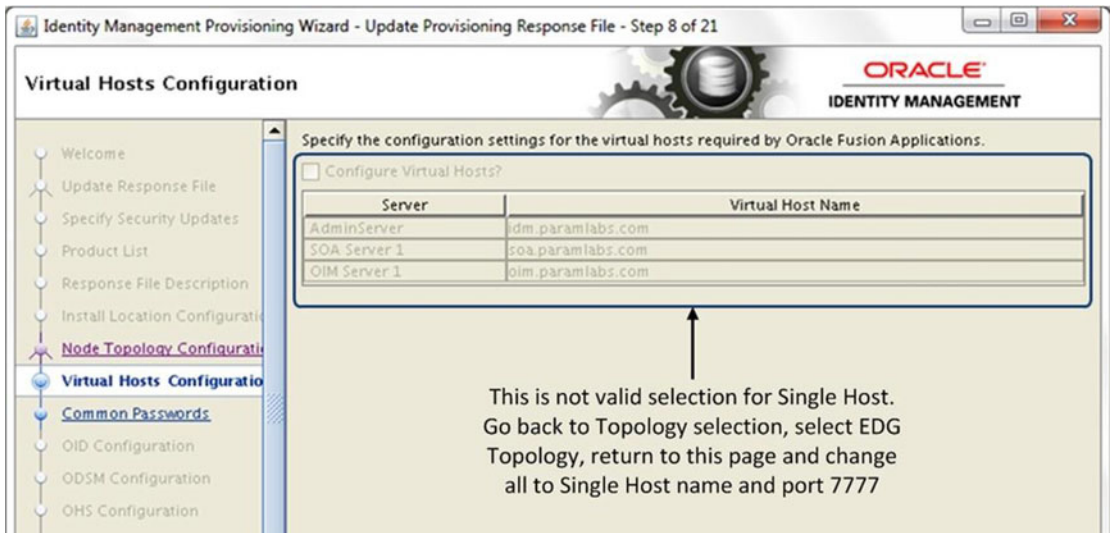 Identity Management Provisioning Wizard - Update Provisioning Response File - Step 8 of 21
Virtual Hosts Configuration
ORACLE
IDENTITY MANAGEMENT
Welcome
Update Response File
Specify Security Updates
Product List
Response File Description
Install Location Configuratio
Node Topology Configuratio
Virtual Hosts Configuratio
Common Passwords
OID Configuration
ODSM Configuration
OHS Configuration
Specify the configuration settings for the virtual hosts required by Oracle Fusion Applications.
Configure Virtual Hosts?
Server Virtual Host Name
AdminServer idm.paramlabs.com
SOA Server 1 soa.paramlabs.com
OIM Server 1 oim.paramlabs.com
This is not valid selection for Single Host.
Go back to Topology selection, select EDG
Topology, return to this page and change
all to Single Host name and port 7777